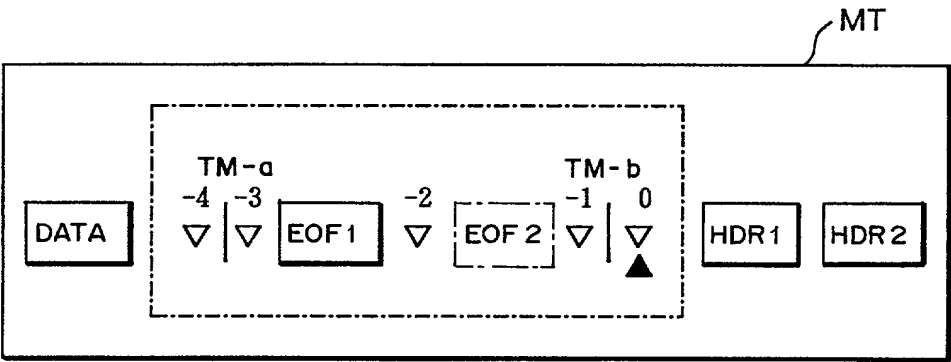 MT
TM-a TM-b
-4 -3 -2 -1 0
DATA EOF1 EOF2 HDR1 HDR2